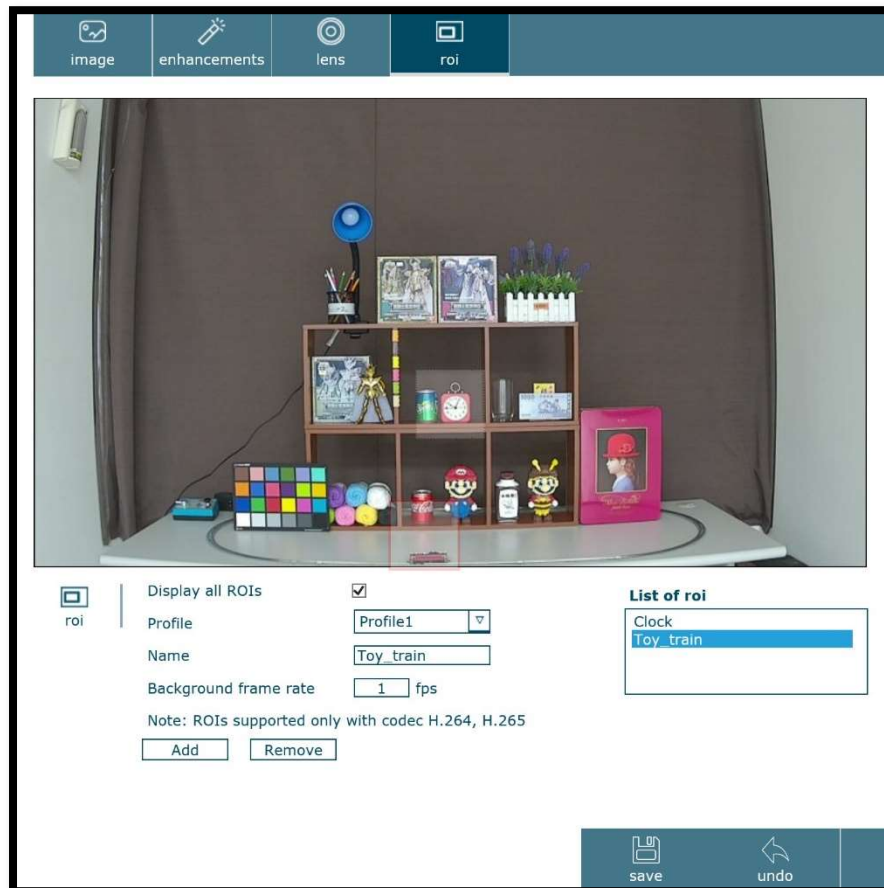 image
enhancements
lens
roi
roi
Display all ROIs
Profile
Profile1
Name
Toy_train
Background frame rate
1
fps
Note: ROIs supported only with codec H.264, H.265
Add
Remove
List of roi
Clock
Toy_train
save
undo